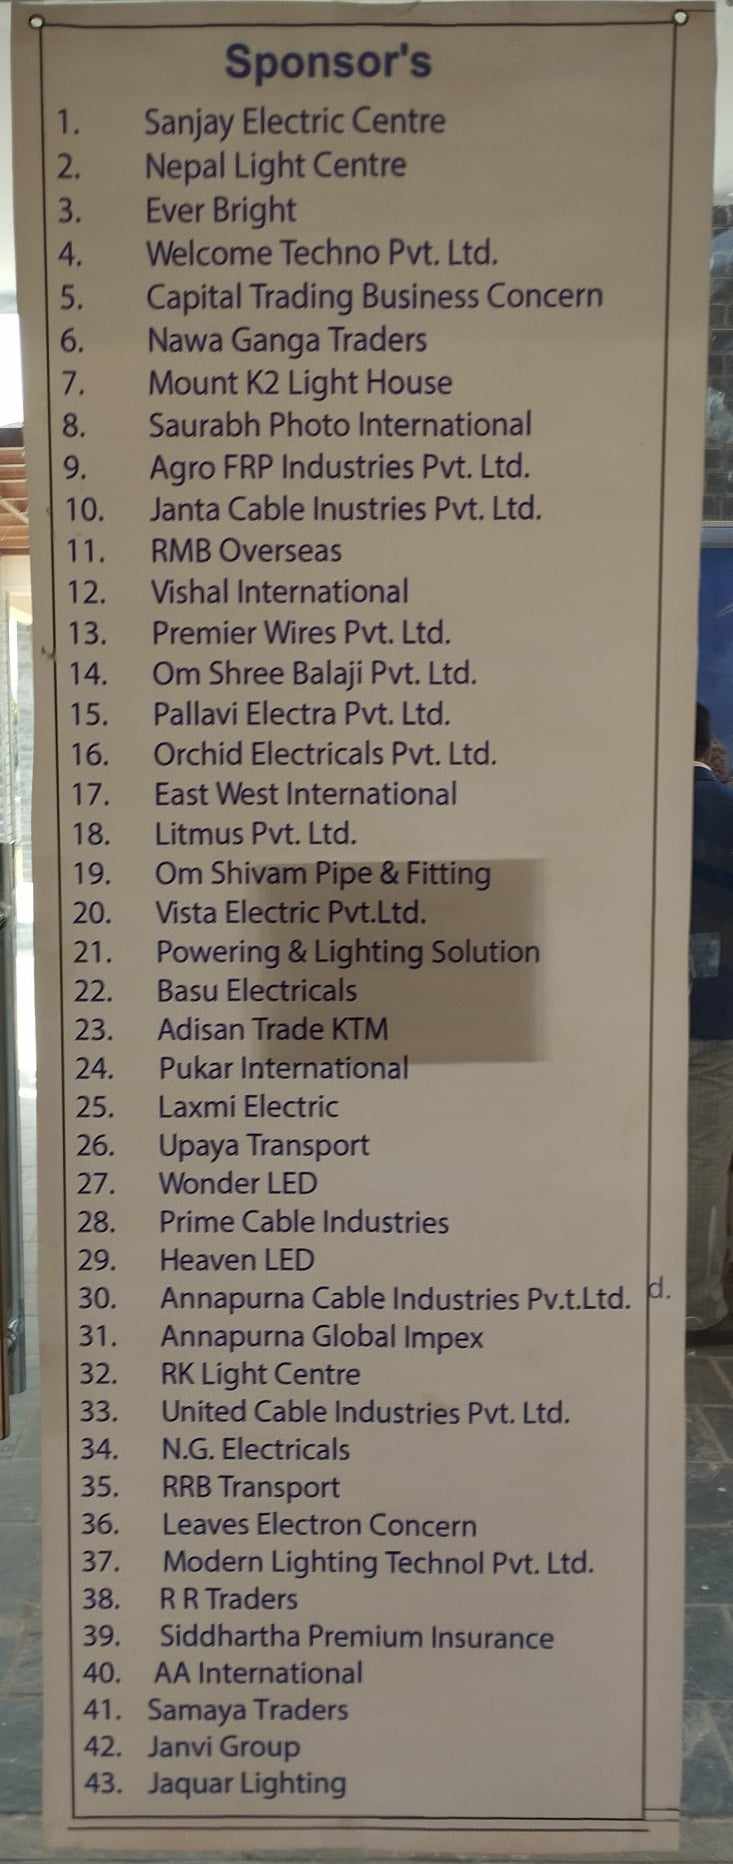 Sponsor's
1. Sanjay Electric Centre
2. Nepal Light Centre
3. Ever Bright
4. Welcome Techno Pvt. Ltd.
5. Capital Trading Business Concern
6. Nawa Ganga Traders
7. Mount K2 Light House
8. Saurabh Photo International
9. Agro FRP Industries Pvt. Ltd.
10. Janta Cable Inustries Pvt. Ltd.
11. RMB Overseas
12. Vishal International
13. Premier Wires Pvt. Ltd.
14. Om Shree Balaji Pvt. Ltd.
15. Pallavi Electra Pvt. Ltd.
16. Orchid Electricals Pvt. Ltd.
17. East West International
18. Litmus Pvt. Ltd.
19. Om Shivam Pipe & Fitting
20. Vista Electric Pvt.Ltd.
21. Powering & Lighting Solution
22. Basu Electricals
23. Adisan Trade KTM
24. Pukar International
25. Laxmi Electric
26. Upaya Transport
27. Wonder LED
28. Prime Cable Industries
29. Heaven LED
30. Annapurna Cable Industries Pv.t.Ltd. d.
31. Annapurna Global Impex
32. RK Light Centre
33. United Cable Industries Pvt. Ltd.
34. N.G. Electricals
35. RRB Transport
36. Leaves Electron Concern
37. Modern Lighting Technol Pvt. Ltd.
38. R R Traders
39. Siddhartha Premium Insurance
40. AA International
41. Samaya Traders
42. Janvi Group
43. Jaquar Lighting